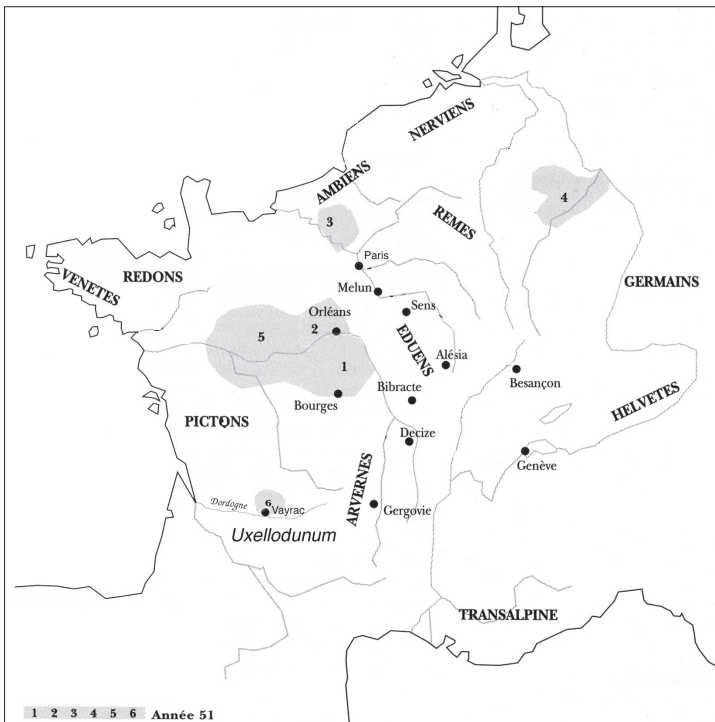 NERVIENS
AMBIENS
4
3
REMES
Paris
GERMAINS
REDONS
VENETES
Melun
Sens
Orléans
2
5
EDUENS
Alésia
1
Besançon
Bibracte
Bourges
HELVETES
PICTONS
Decize
Genève
ARVERNES
6
Dordogne
Vayrac
Gergovie
Uxellodunum
TRANSALPINE
1 2 3 4 5 6 Année 51